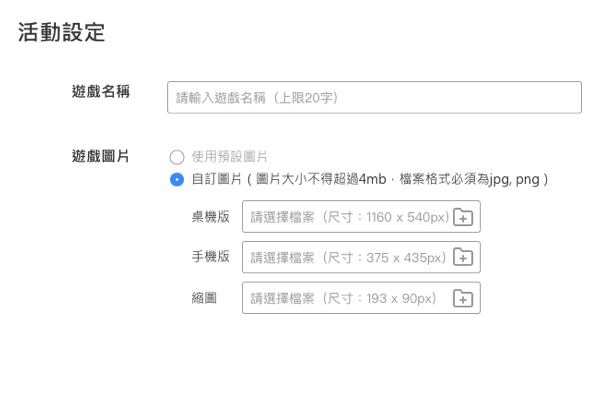 活動設定
遊戲名稱
請輸入遊戲名稱（上限20字）
遊戲圖片
使用預設圖片
自訂圖片 ( 圖片大小不得超過4mb，檔案格式必須為jpg, png )
桌機版
請選擇檔案（尺寸：1160 x 540px）
手機版
請選擇檔案（尺寸：375 x 435px）
縮圖
請選擇檔案（尺寸：193 x 90px）